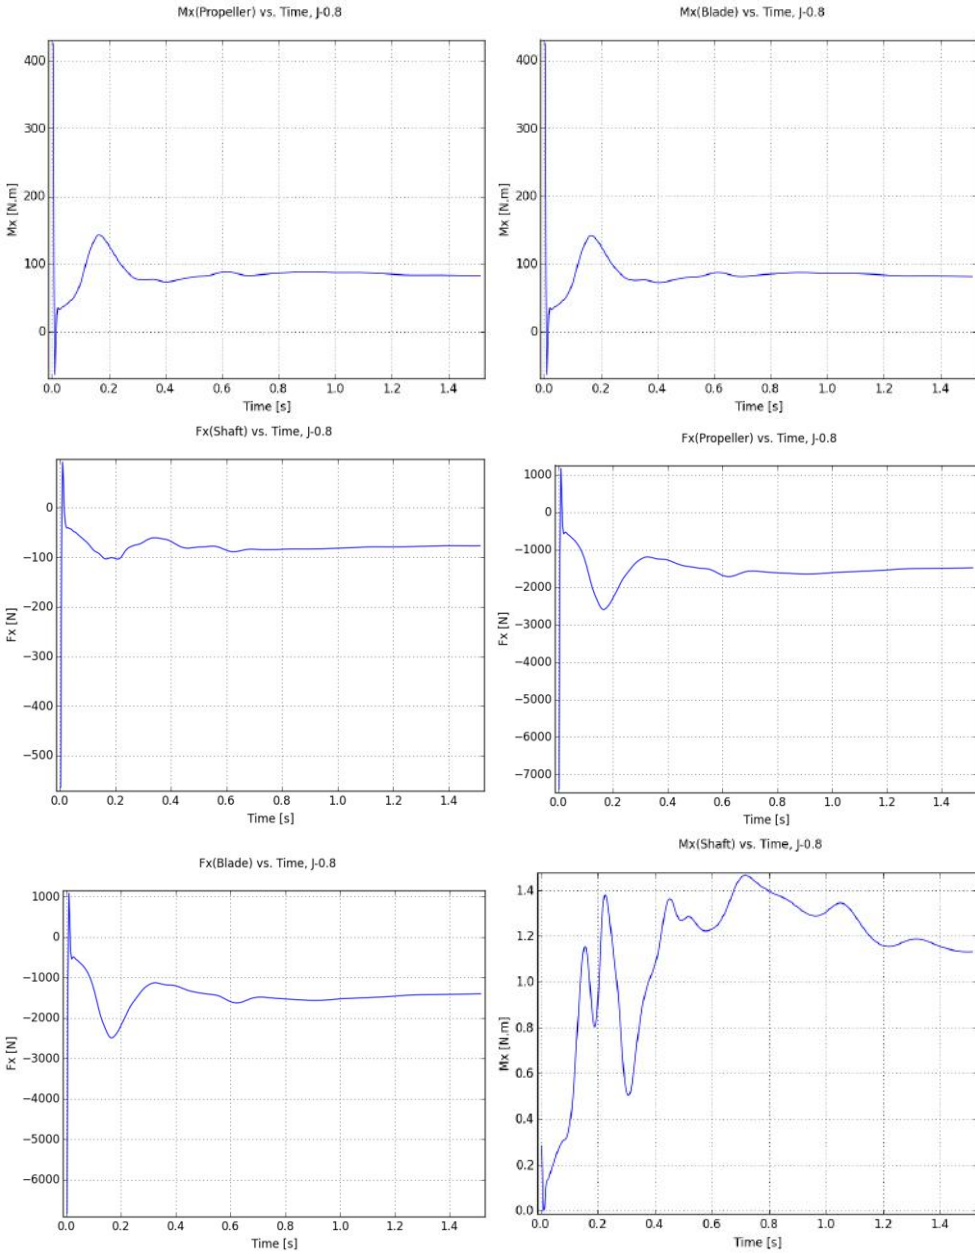 Mx(Propeller) vs. Time, J-0.8
400
300
200
100
0
Mx [N.m]
0.0 0.2 0.4 0.6 0.8 1.0 1.2 1.4
Time [s]
Mx(Blade) vs. Time, J-0.8
400
300
200
100
0
Mx [N.m]
0.0 0.2 0.4 0.6 0.8 1.0 1.2 1.4
Time [s]
Fx(Shaft) vs. Time, J-0.8
0
−100
−200
−300
−400
−500
Fx [N]
0.0 0.2 0.4 0.6 0.8 1.0 1.2 1.4
Time [s]
Fx(Propeller) vs. Time, J-0.8
1000
0
−1000
−2000
−3000
−4000
−5000
−6000
−7000
Fx [N]
0.0 0.2 0.4 0.6 0.8 1.0 1.2 1.4
Time [s]
Fx(Blade) vs. Time, J-0.8
1000
0
−1000
−2000
−3000
−4000
−5000
−6000
Fx [N]
0.0 0.2 0.4 0.6 0.8 1.0 1.2 1.4
Time [s]
Mx(Shaft) vs. Time, J-0.8
1.4
1.2
1.0
0.8
0.6
0.4
0.2
0.0
Mx [N.m]
0.0 0.2 0.4 0.6 0.8 1.0 1.2 1.4
Time [s]